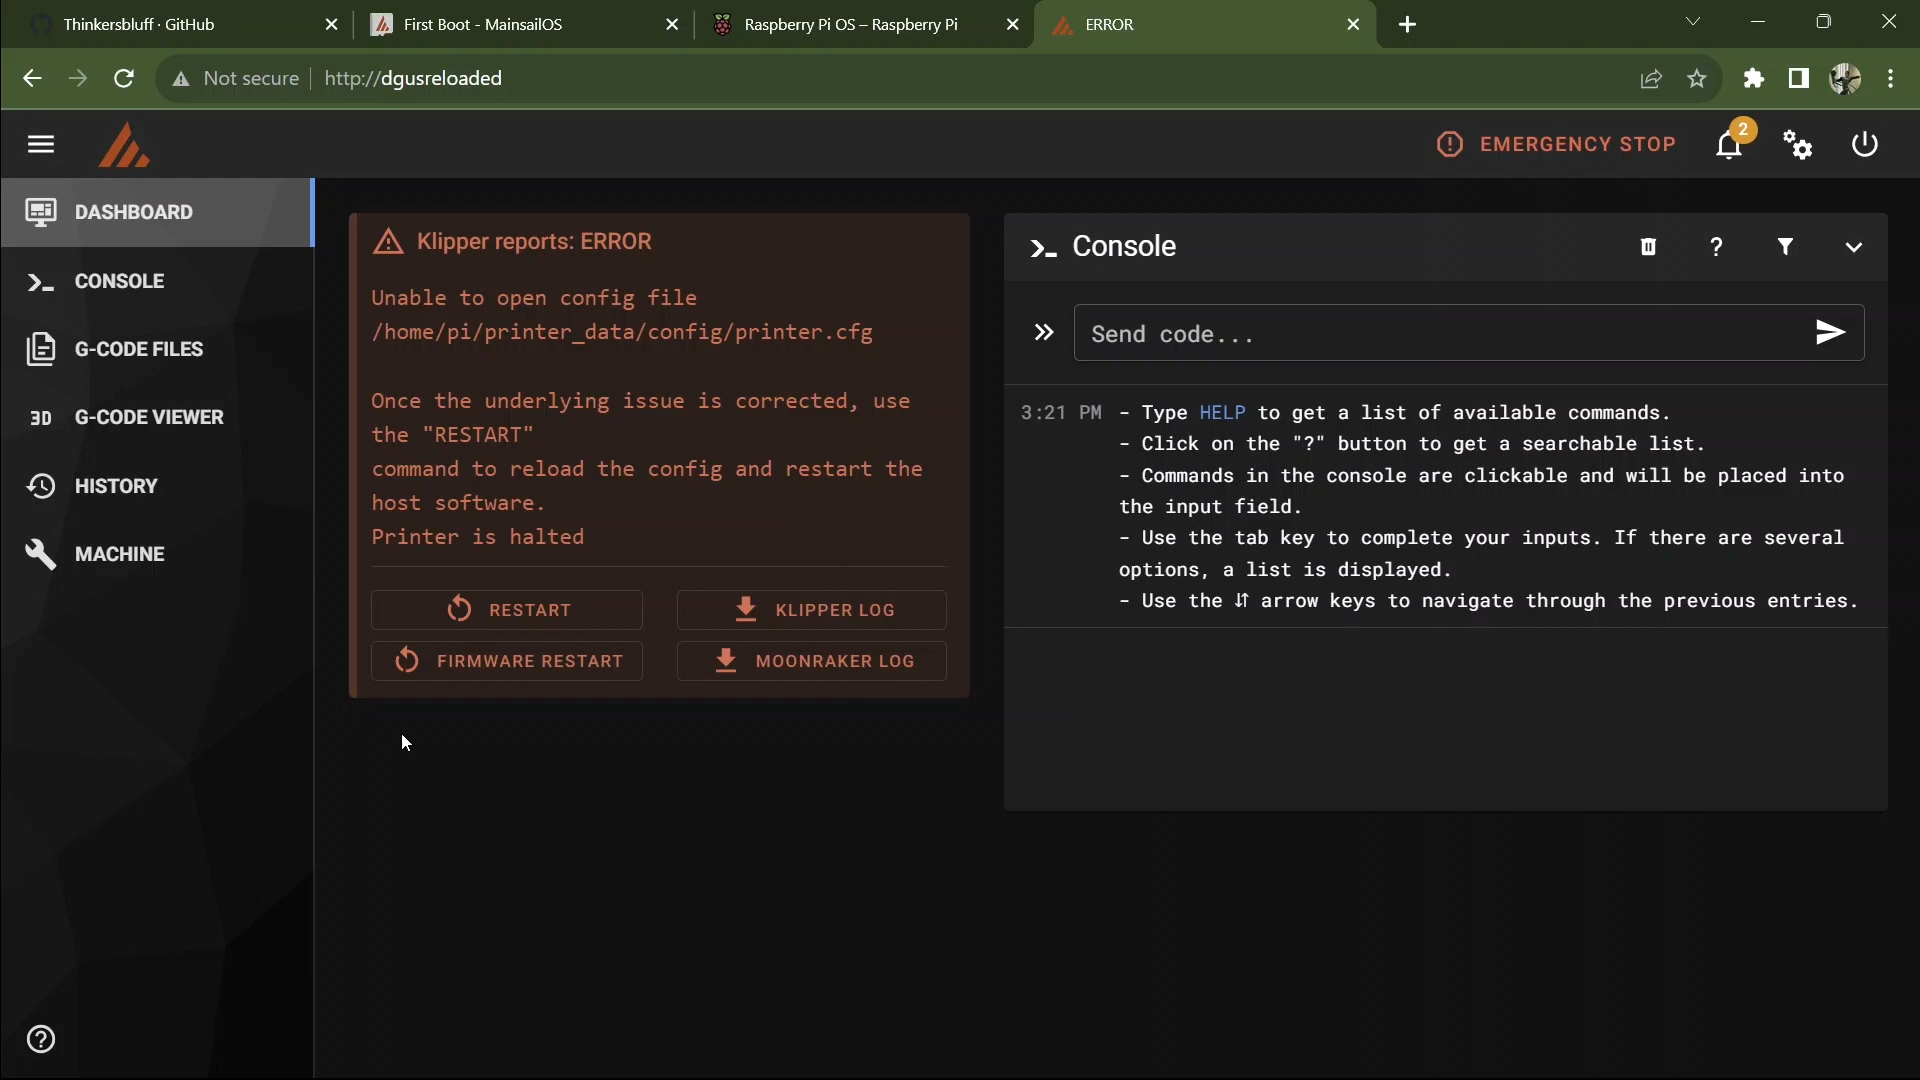 Thinkersbluff · GitHub
First Boot - MainsailOS
Raspberry Pi OS – Raspberry Pi
ERROR
Not secure
http://dgusreloaded
EMERGENCY STOP
2
DASHBOARD
CONSOLE
G-CODE FILES
3D G-CODE VIEWER
HISTORY
MACHINE
Klipper reports: ERROR
Unable to open config file
/home/pi/printer_data/config/printer.cfg
Once the underlying issue is corrected, use
the "RESTART"
command to reload the config and restart the
host software.
Printer is halted
RESTART
KLIPPER LOG
FIRMWARE RESTART
MOONRAKER LOG
Console
Send code...
3:21 PM - Type HELP to get a list of available commands.
- Click on the "?" button to get a searchable list.
- Commands in the console are clickable and will be placed into
the input field.
- Use the tab key to complete your inputs. If there are several
options, a list is displayed.
- Use the ⇵ arrow keys to navigate through the previous entries.